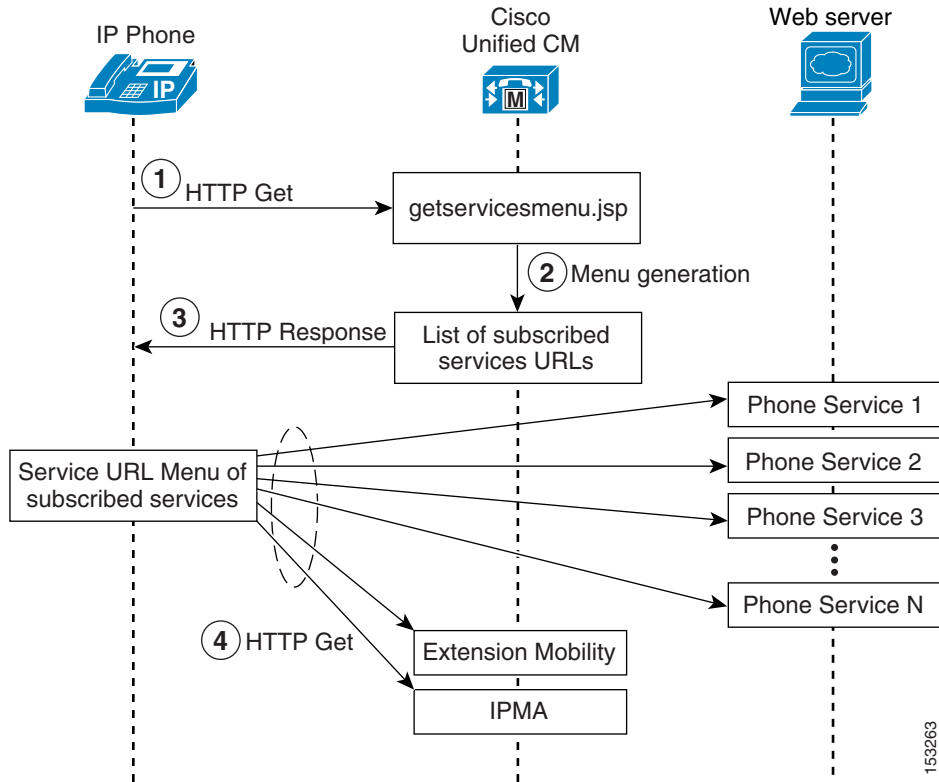 IP Phone
Cisco
Unified CM
Web server
IP
M
1
HTTP Get
getservicesmenu.jsp
2
Menu generation
3
HTTP Response
List of subscribed
services URLs
Phone Service 1
Service URL Menu of
subscribed services
Phone Service 2
Phone Service 3
Phone Service N
4
HTTP Get
Extension Mobility
IPMA
153263